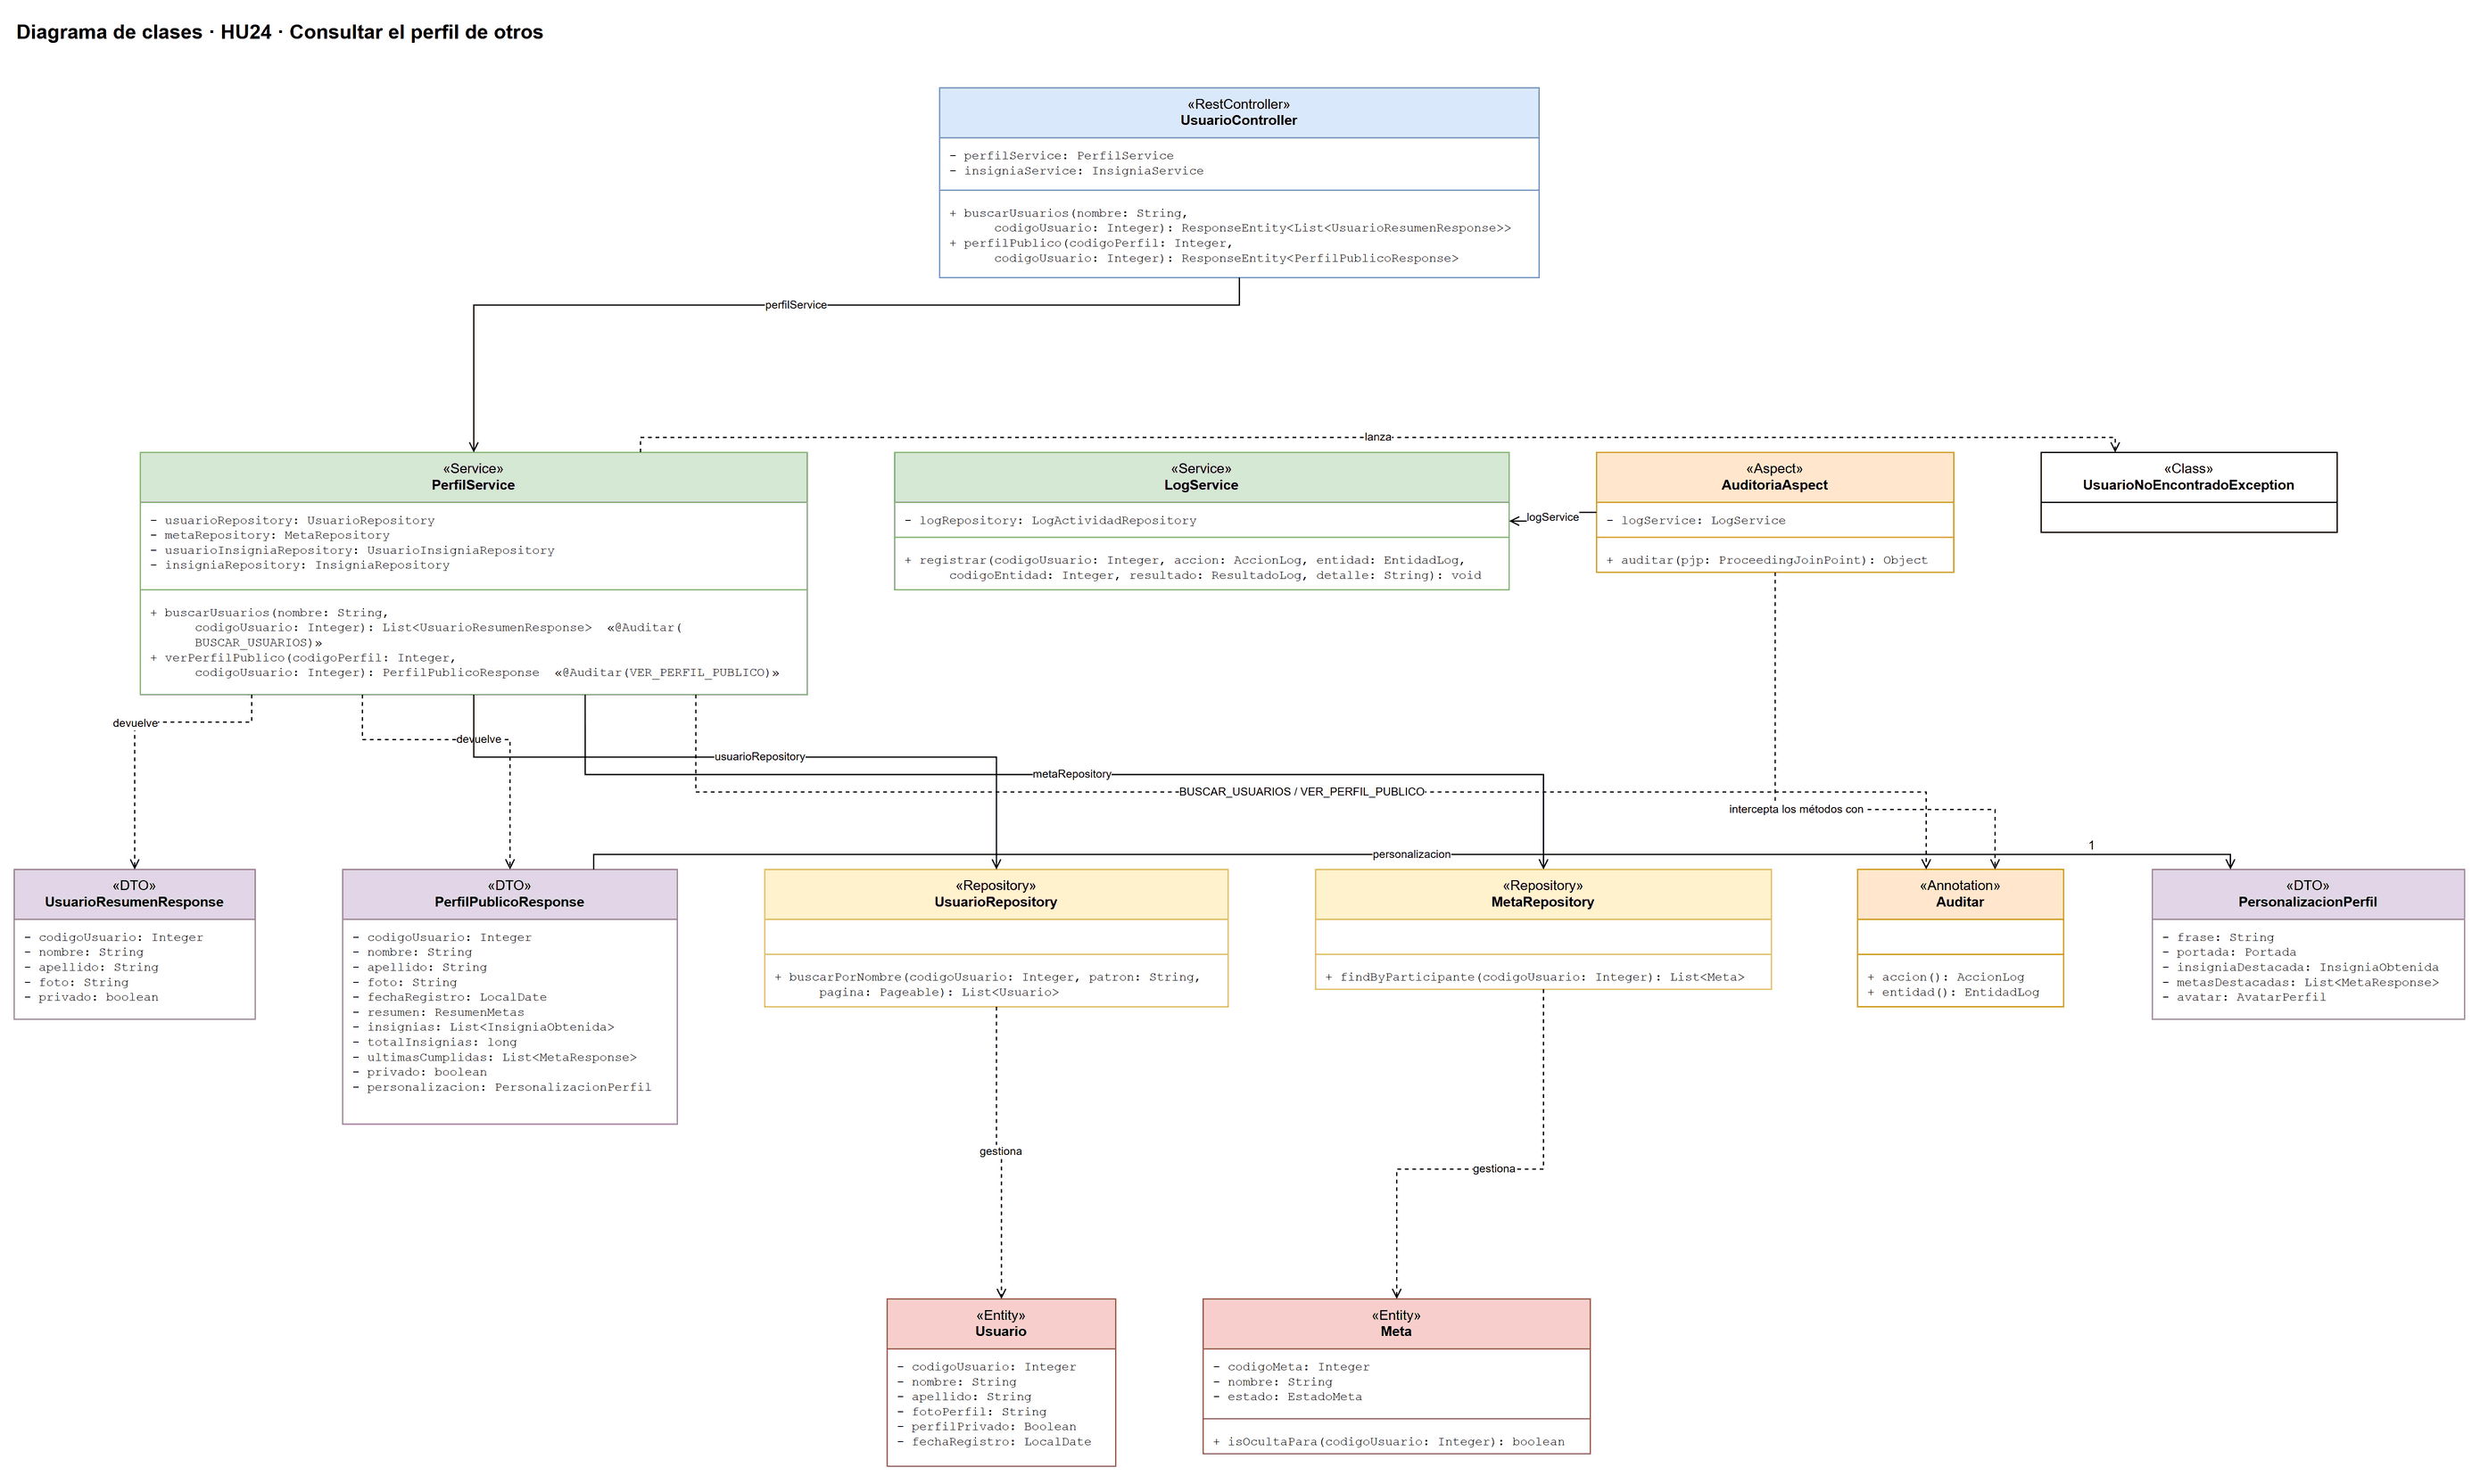 Diagrama de clases · HU24 · Consultar el perfil de otros
«RestController»
UsuarioController
- perfilService: PerfilService
- insigniaService: InsigniaService
+ buscarUsuarios(nombre: String,
codigoUsuario: Integer): ResponseEntity<List<UsuarioResumenResponse>>
+ perfilPublico(codigoPerfil: Integer,
codigoUsuario: Integer): ResponseEntity<PerfilPublicoResponse>
perfilService
lanza
«Service»
PerfilService
- usuarioRepository: UsuarioRepository
- metaRepository: MetaRepository
- usuarioInsigniaRepository: UsuarioInsigniaRepository
- insigniaRepository: InsigniaRepository
+ buscarUsuarios(nombre: String,
codigoUsuario: Integer): List<UsuarioResumenResponse>  «@Auditar(
BUSCAR_USUARIOS)»
+ verPerfilPublico(codigoPerfil: Integer,
codigoUsuario: Integer): PerfilPublicoResponse  «@Auditar(VER_PERFIL_PUBLICO)»
«Service»
LogService
- logRepository: LogActividadRepository
+ registrar(codigoUsuario: Integer, accion: AccionLog, entidad: EntidadLog,
codigoEntidad: Integer, resultado: ResultadoLog, detalle: String): void
logService
«Aspect»
AuditoriaAspect
- logService: LogService
+ auditar(pjp: ProceedingJoinPoint): Object
«Class»
UsuarioNoEncontradoException
devuelve
devuelve
usuarioRepository
metaRepository
BUSCAR_USUARIOS / VER_PERFIL_PUBLICO
intercepta los métodos con
personalizacion
1
«DTO»
UsuarioResumenResponse
- codigoUsuario: Integer
- nombre: String
- apellido: String
- foto: String
- privado: boolean
«DTO»
PerfilPublicoResponse
- codigoUsuario: Integer
- nombre: String
- apellido: String
- foto: String
- fechaRegistro: LocalDate
- resumen: ResumenMetas
- insignias: List<InsigniaObtenida>
- totalInsignias: long
- ultimasCumplidas: List<MetaResponse>
- privado: boolean
- personalizacion: PersonalizacionPerfil
«Repository»
UsuarioRepository
+ buscarPorNombre(codigoUsuario: Integer, patron: String,
pagina: Pageable): List<Usuario>
«Repository»
MetaRepository
+ findByParticipante(codigoUsuario: Integer): List<Meta>
«Annotation»
Auditar
+ accion(): AccionLog
+ entidad(): EntidadLog
«DTO»
PersonalizacionPerfil
- frase: String
- portada: Portada
- insigniaDestacada: InsigniaObtenida
- metasDestacadas: List<MetaResponse>
- avatar: AvatarPerfil
gestiona
gestiona
«Entity»
Usuario
- codigoUsuario: Integer
- nombre: String
- apellido: String
- fotoPerfil: String
- perfilPrivado: Boolean
- fechaRegistro: LocalDate
«Entity»
Meta
- codigoMeta: Integer
- nombre: String
- estado: EstadoMeta
+ isOcultaPara(codigoUsuario: Integer): boolean